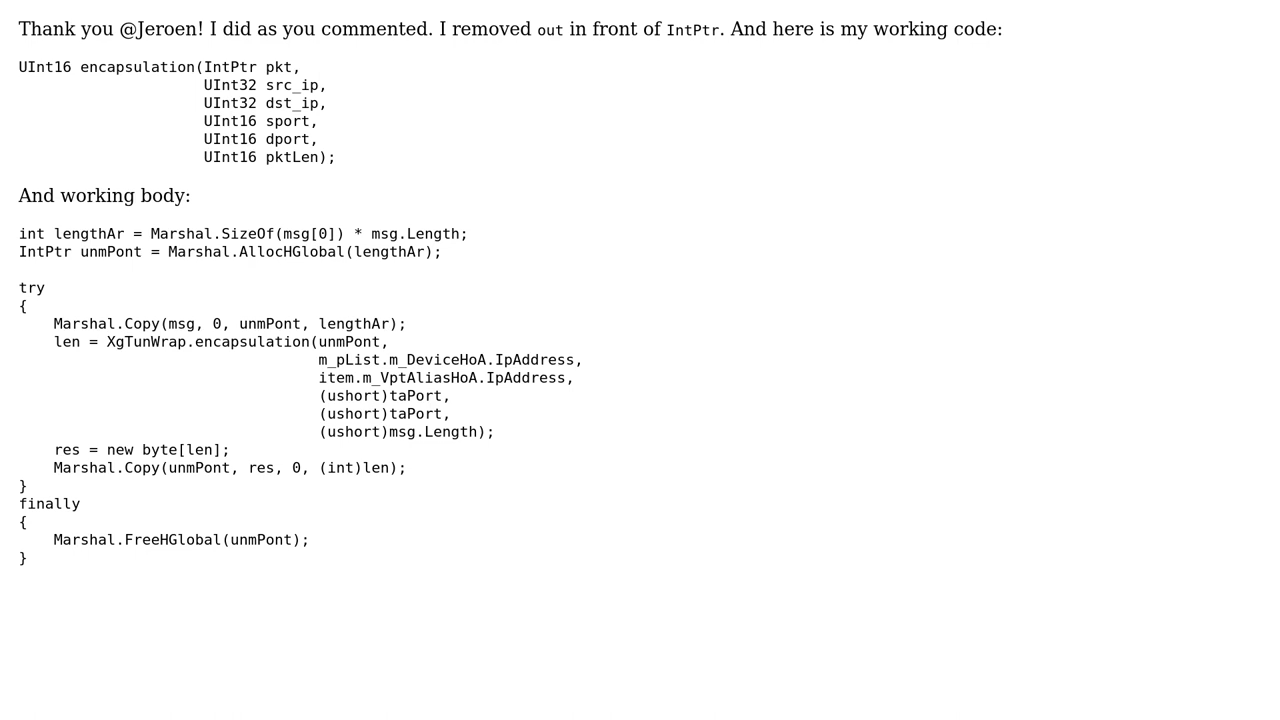 Thank you @Jeroen! I did as you commented. I removed out in front of IntPtr. And here is my working code:
UInt16 encapsulation(IntPtr pkt,
                     UInt32 src_ip,
                     UInt32 dst_ip,
                     UInt16 sport,
                     UInt16 dport,
                     UInt16 pktLen);
And working body:
int lengthAr = Marshal.SizeOf(msg[0]) * msg.Length;
IntPtr unmPont = Marshal.AllocHGlobal(lengthAr);

try
{
    Marshal.Copy(msg, 0, unmPont, lengthAr);
    len = XgTunWrap.encapsulation(unmPont,
                                  m_pList.m_DeviceHoA.IpAddress,
                                  item.m_VptAliasHoA.IpAddress,
                                  (ushort)taPort,
                                  (ushort)taPort,
                                  (ushort)msg.Length);
    res = new byte[len];
    Marshal.Copy(unmPont, res, 0, (int)len);
}
finally
{
    Marshal.FreeHGlobal(unmPont);
}